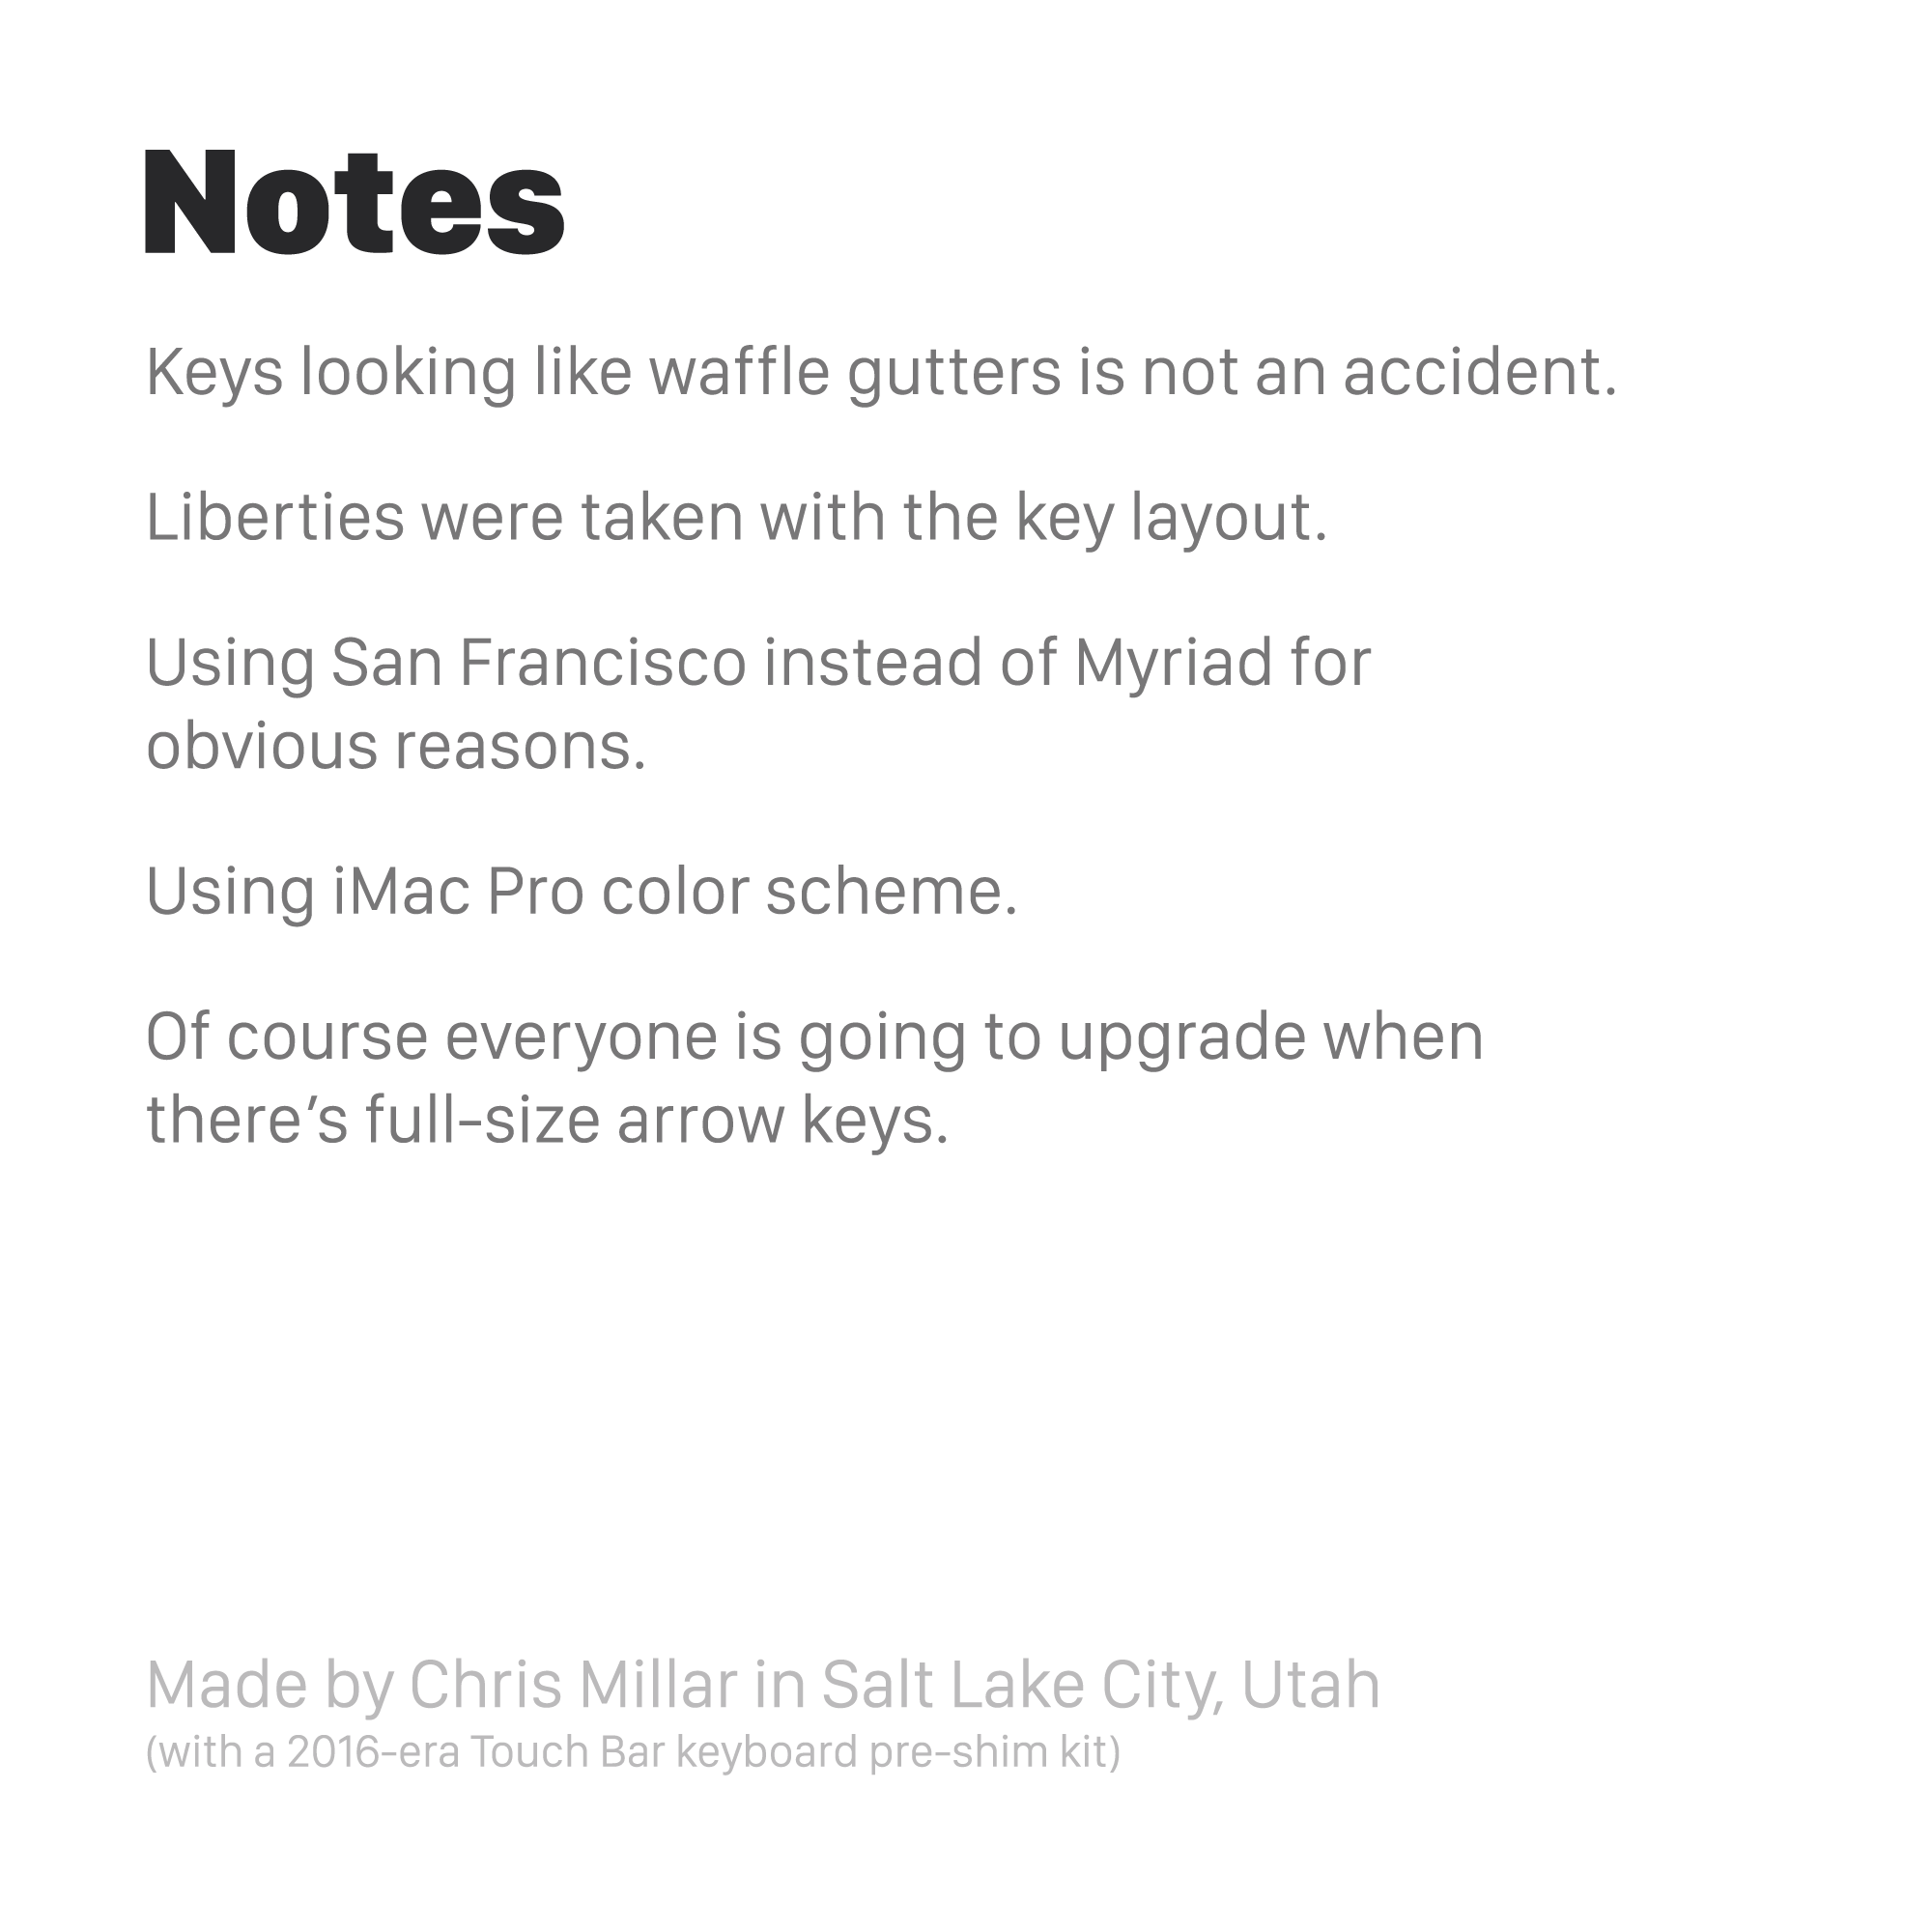 Notes
Keys looking like waffle gutters is not an accident.
Liberties were taken with the key layout.
Using San Francisco instead of Myriad for
obvious reasons.
Using iMac Pro color scheme.
Of course everyone is going to upgrade when
there’s full-size arrow keys.
Made by Chris Millar in Salt Lake City, Utah
(with a 2016-era Touch Bar keyboard pre-shim kit)